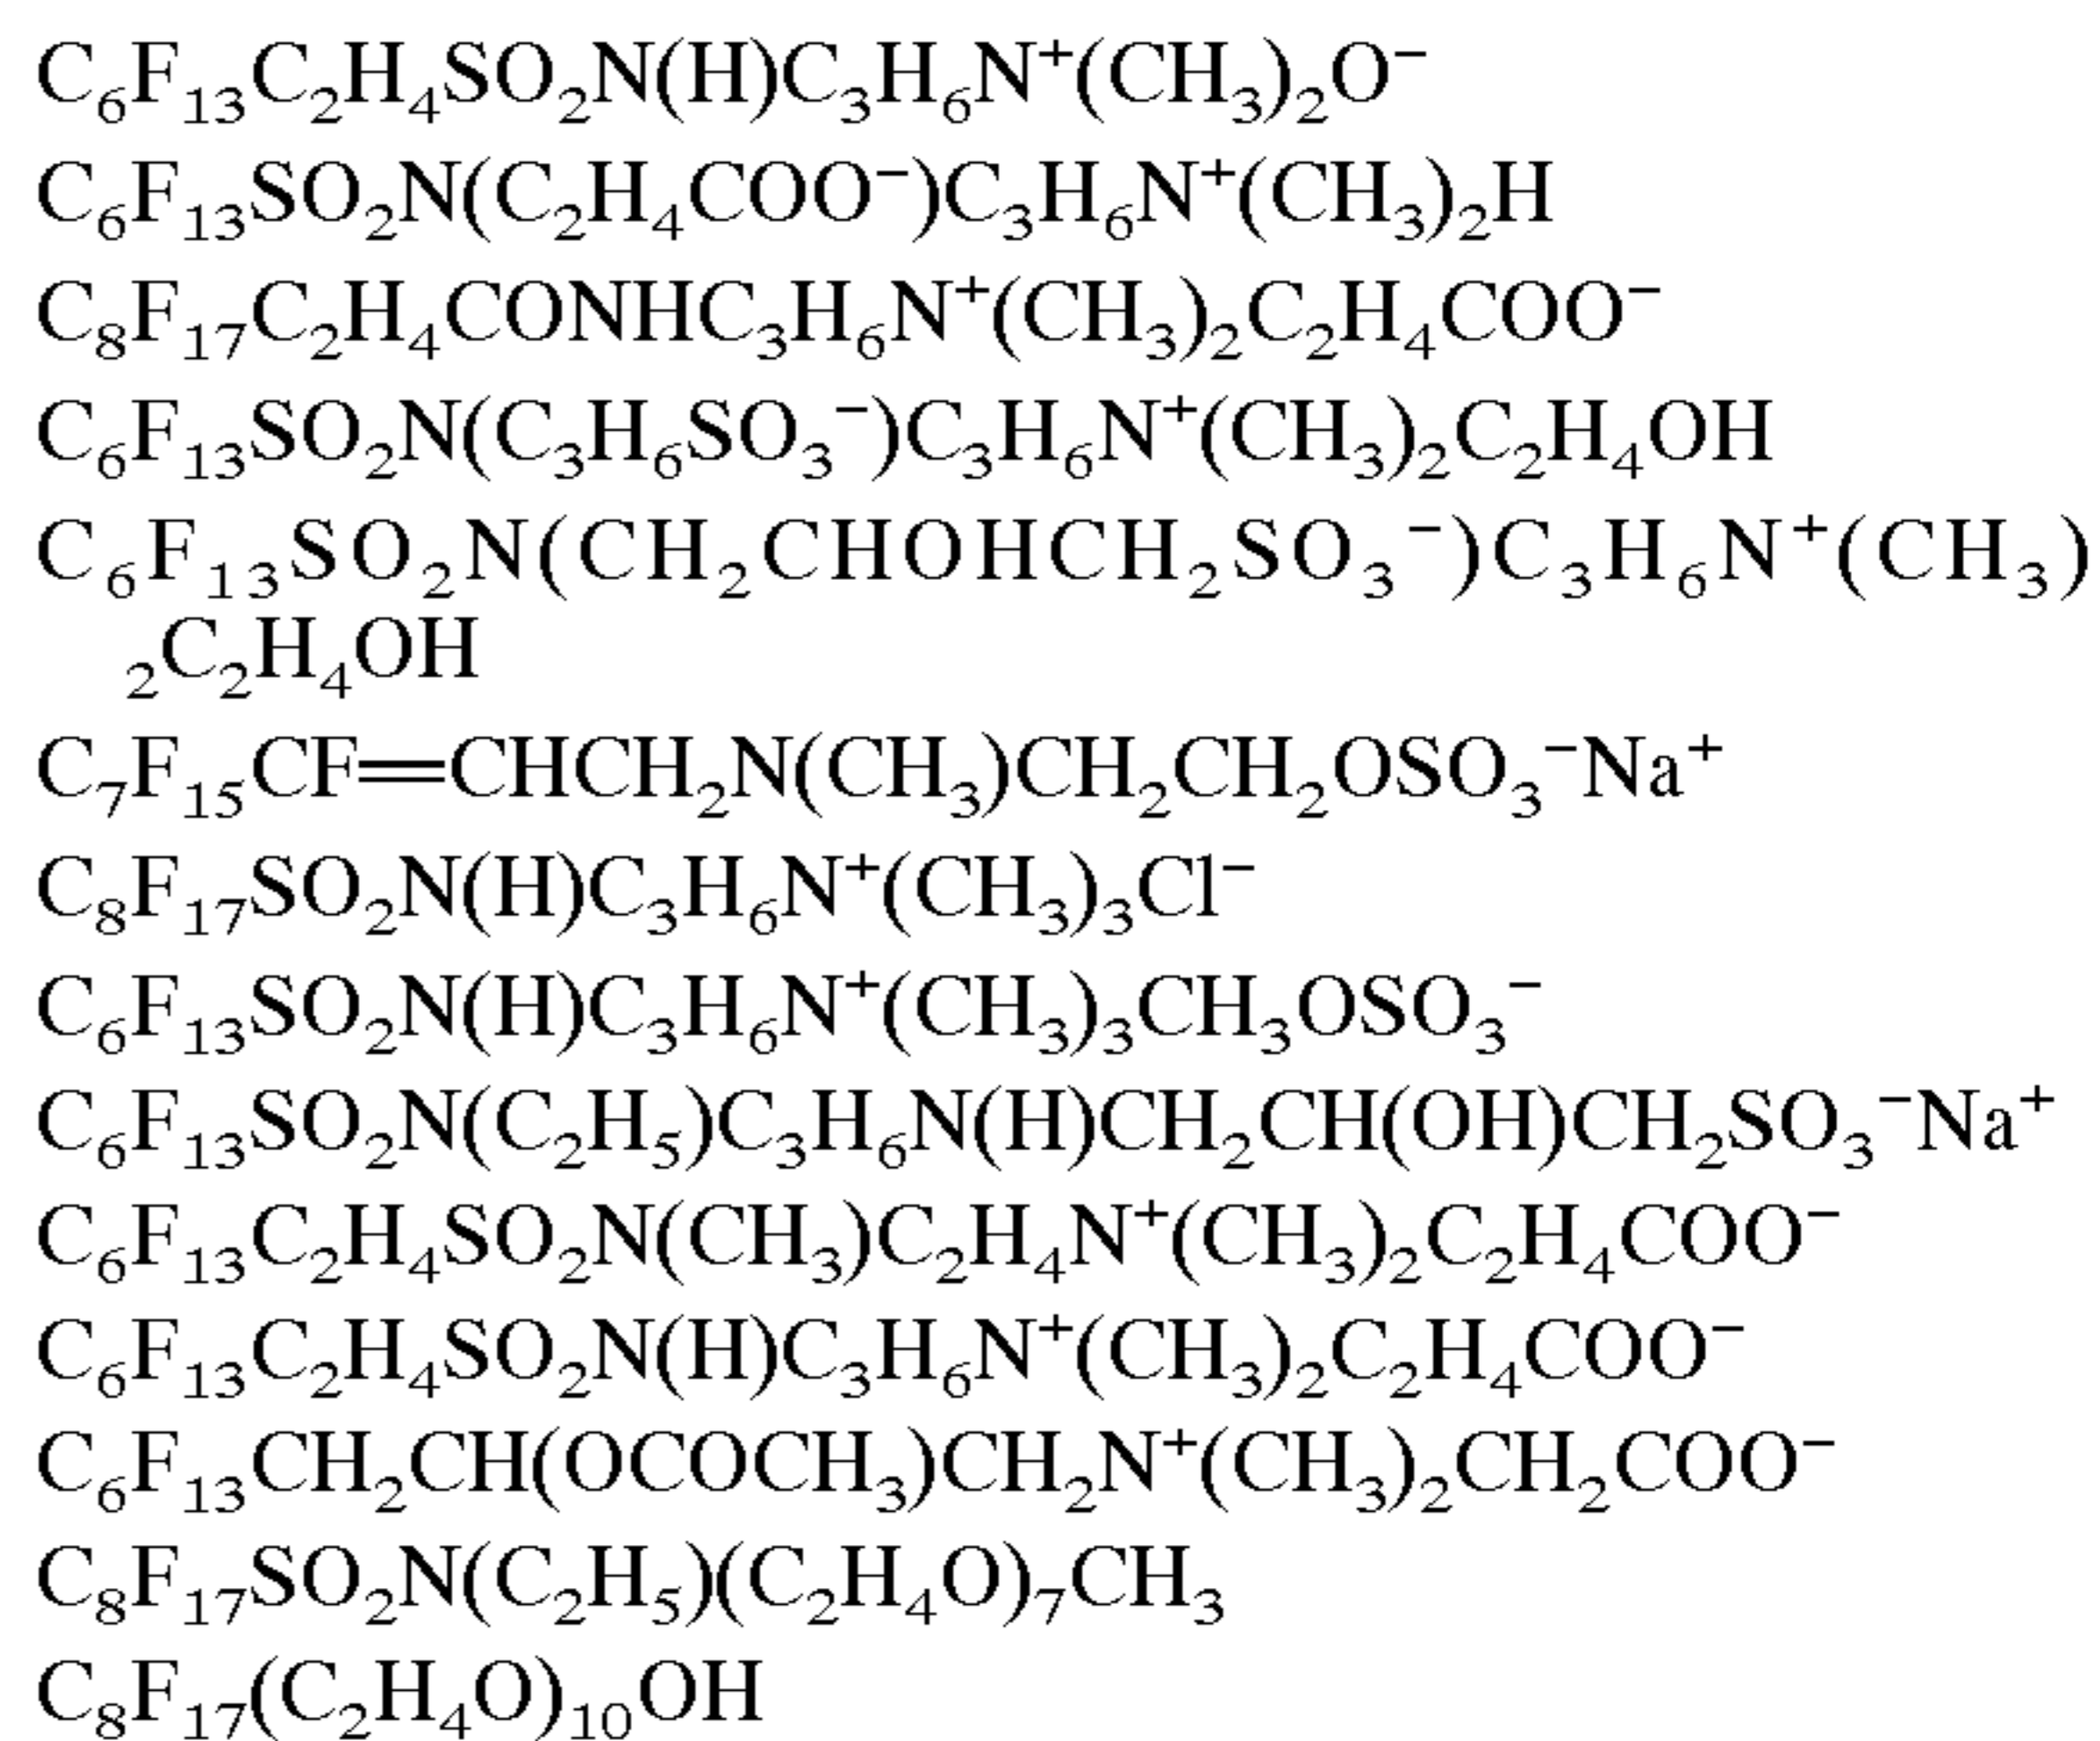 C₆F₁₃C₂H₄SO₂N(H)C₃H₆N⁺(CH₃)₂O⁻
C₆F₁₃SO₂N(C₂H₄COO⁻)C₃H₆N⁺(CH₃)₂H
C₈F₁₇C₂H₄CONHC₃H₆N⁺(CH₃)₂C₂H₄COO⁻
C₆F₁₃SO₂N(C₃H₆SO₃⁻)C₃H₆N⁺(CH₃)₂C₂H₄OH
C₆F₁₃SO₂N(CH₂CHOHCH₂SO₃⁻)C₃H₆N⁺(CH₃)
₂C₂H₄OH
C₇F₁₅CF=CHCH₂N(CH₃)CH₂CH₂OSO₃⁻Na⁺
C₈F₁₇SO₂N(H)C₃H₆N⁺(CH₃)₃Cl⁻
C₆F₁₃SO₂N(H)C₃H₆N⁺(CH₃)₃CH₃OSO₃⁻
C₆F₁₃SO₂N(C₂H₅)C₃H₆N(H)CH₂CH(OH)CH₂SO₃⁻Na⁺
C₆F₁₃C₂H₄SO₂N(CH₃)C₂H₄N⁺(CH₃)₂C₂H₄COO⁻
C₆F₁₃C₂H₄SO₂N(H)C₃H₆N⁺(CH₃)₂C₂H₄COO⁻
C₆F₁₃CH₂CH(OCOCH₃)CH₂N⁺(CH₃)₂CH₂COO⁻
C₈F₁₇SO₂N(C₂H₅)(C₂H₄O)₇CH₃
C₈F₁₇(C₂H₄O)₁₀OH